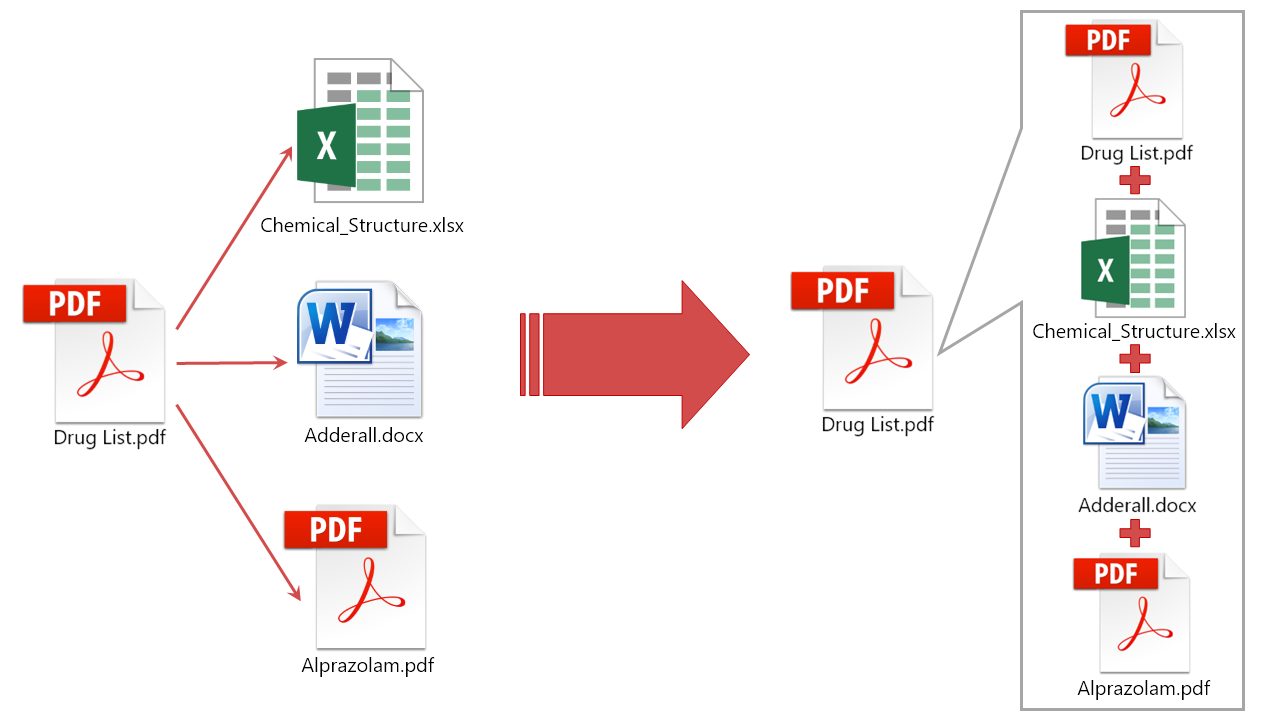 X
Chemical_Structure.xlsx
PDF
Drug List.pdf
W
Adderall.docx
PDF
Alprazolam.pdf
PDF
Drug List.pdf
PDF
Drug List.pdf
X
Chemical_Structure.xlsx
W
Adderall.docx
PDF
Alprazolam.pdf